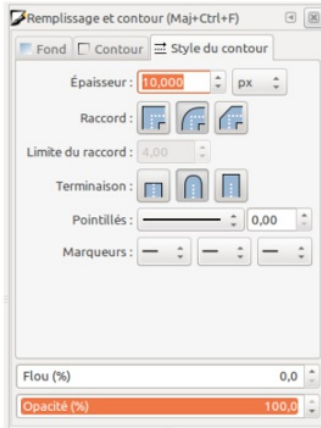 Remplissage et contour (Maj+Ctrl+F)
Fond Contour Style du contour
Épaisseur : 10,000 px
Raccord :
Limite du raccord : 4,00
Terminaison :
Pointillés : 0,00
Marqueurs :
Flou (%) 0,0
Opacité (%) 100,0